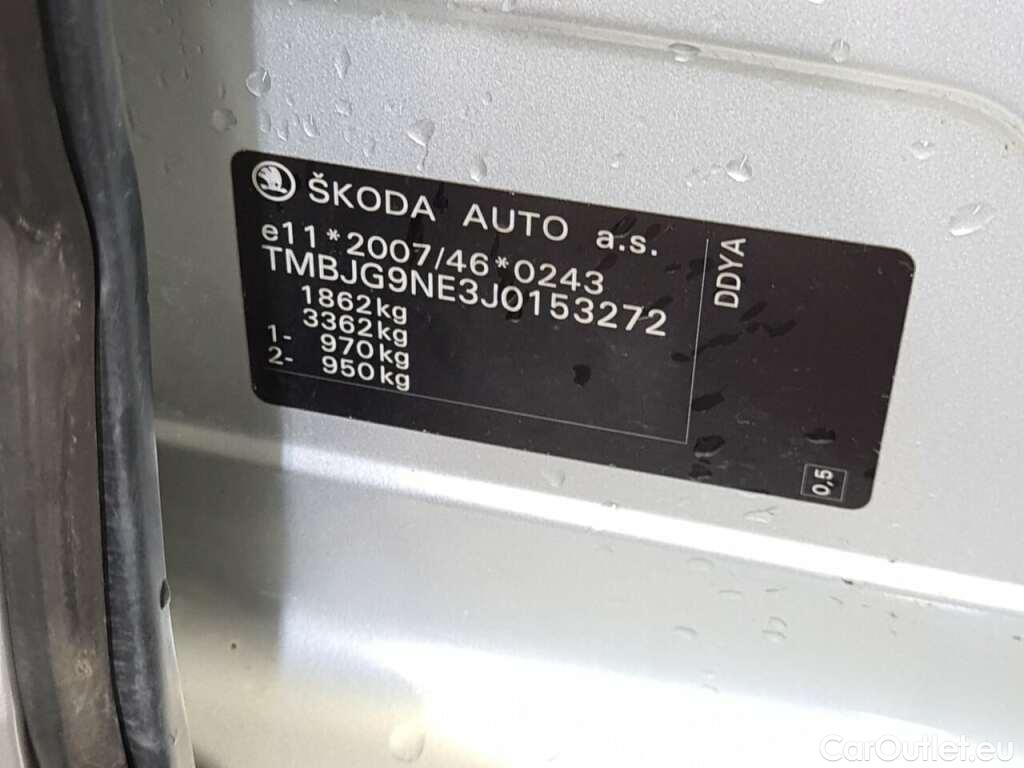 ŠKODA AUTO a.s.
e11*2007/46*0243
TMBJG9NE3J0153272
1862kg
3362kg
1- 970kg
2- 950kg
DDYA
0,5
CarOutlet.eu